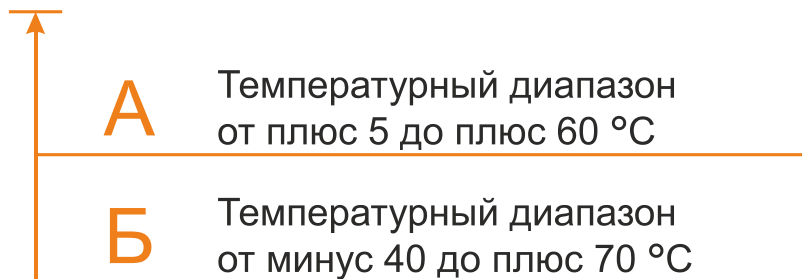 А
Температурный диапазон
от плюс 5 до плюс 60 °С
Б
Температурный диапазон
от минус 40 до плюс 70 °С